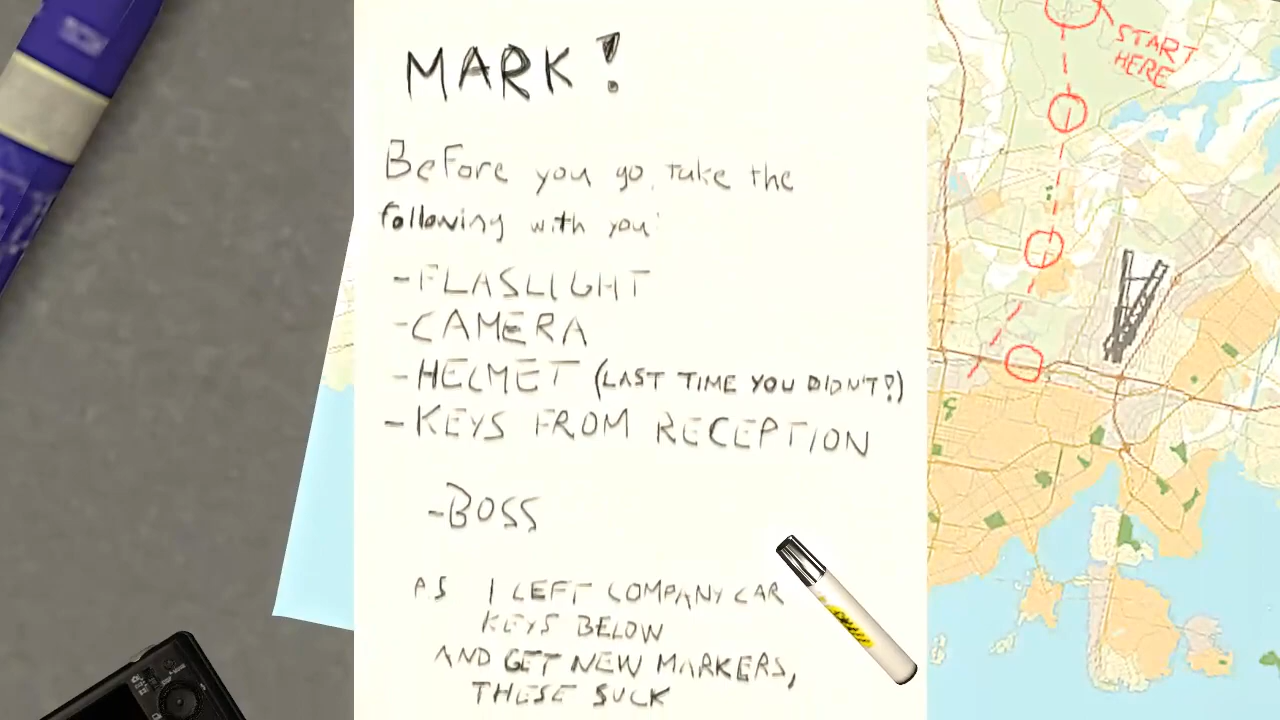 MARK!
Before you go, take the
following with you:
-FLASLIGHT
-CAMERA
-HELMET (LAST TIME YOU DIDN'T!)
-KEYS FROM RECEPTION
-BOSS
PS I LEFT COMPANY CAR
KEYS BELOW
AND GET NEW MARKERS,
THESE SUCK
START
HERE